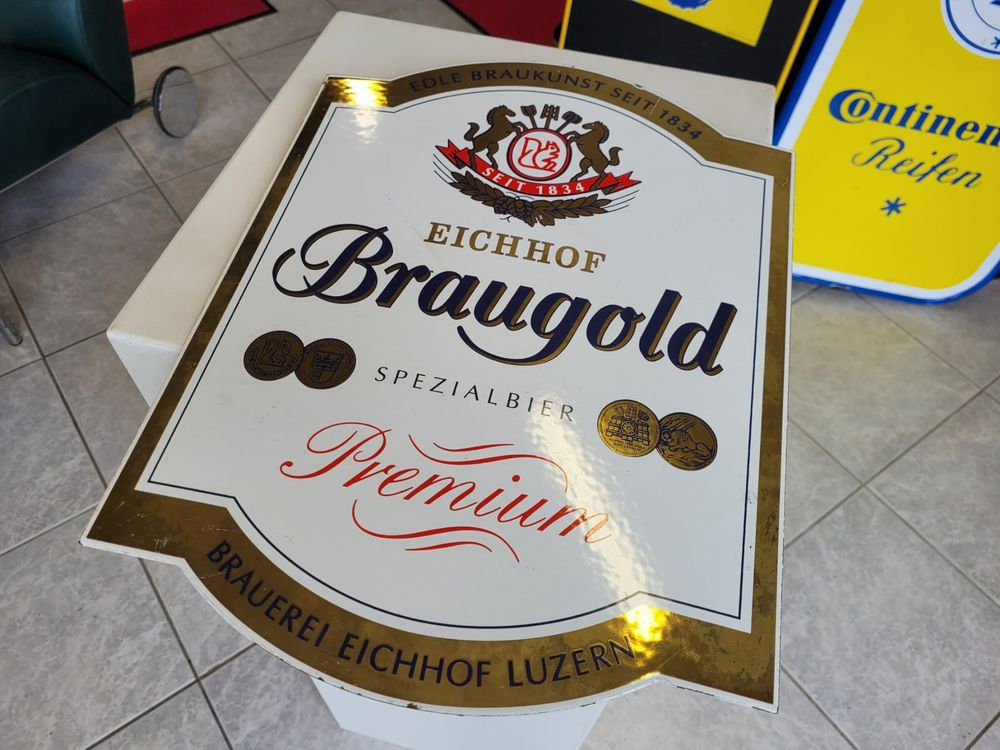 EDLE BRAUKUNST SEIT 1834
SEIT 1834
EICHHOF
Braugold
SPEZIALBIER
Premium
BRAUEREI EICHHOF LUZERN
Continen
Reifen